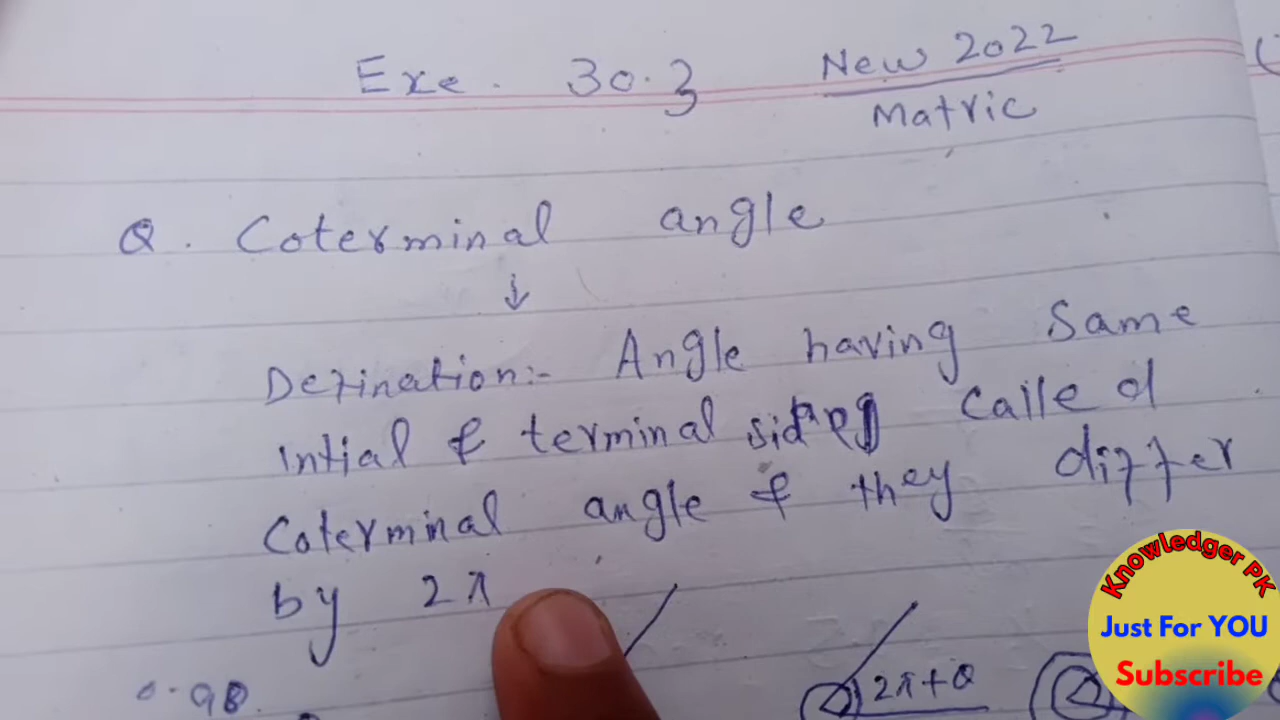 Exe. 30.3
New 2022
Matric
Q. Coterminal angle
Defination:- Angle having same
intial & terminal called
coterminal angle & they differ
by 2π
2π+θ
Knowledger PK
Just For YOU
Subscribe